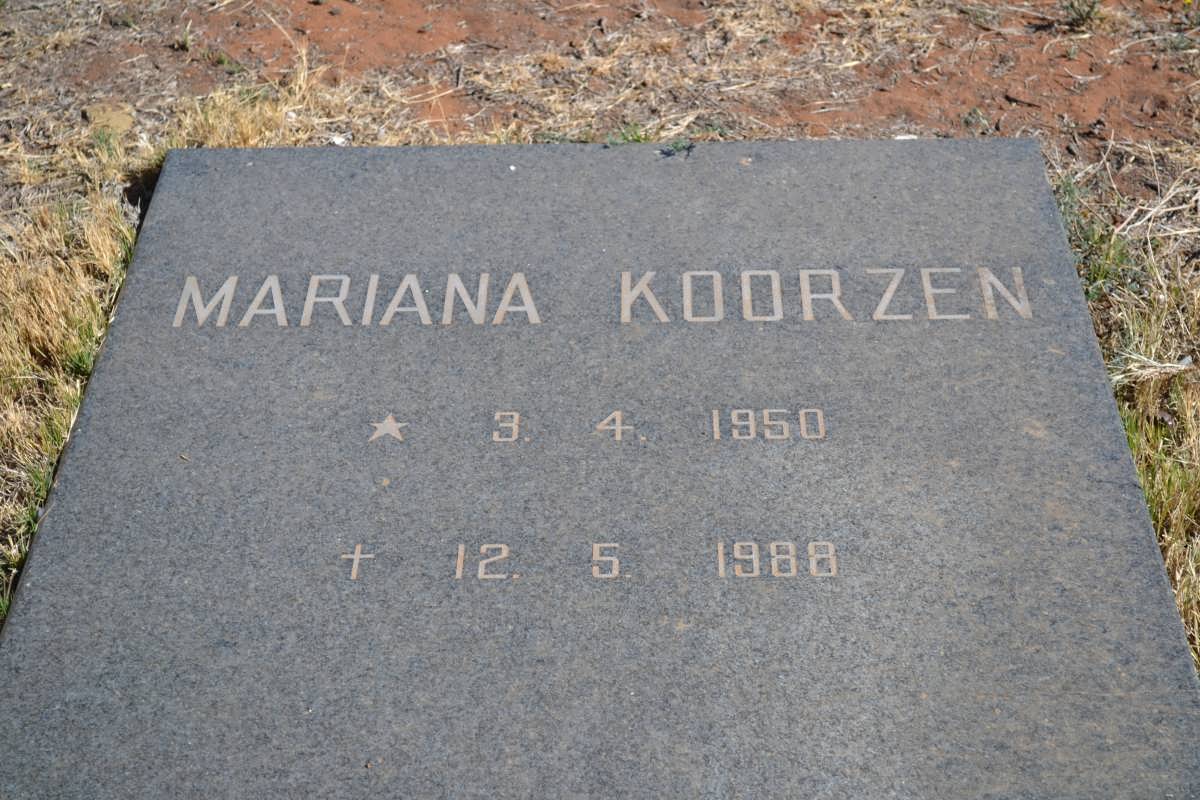 MARIANA KOORZEN
★ 3. 4. 1950
† 12. 5. 1988